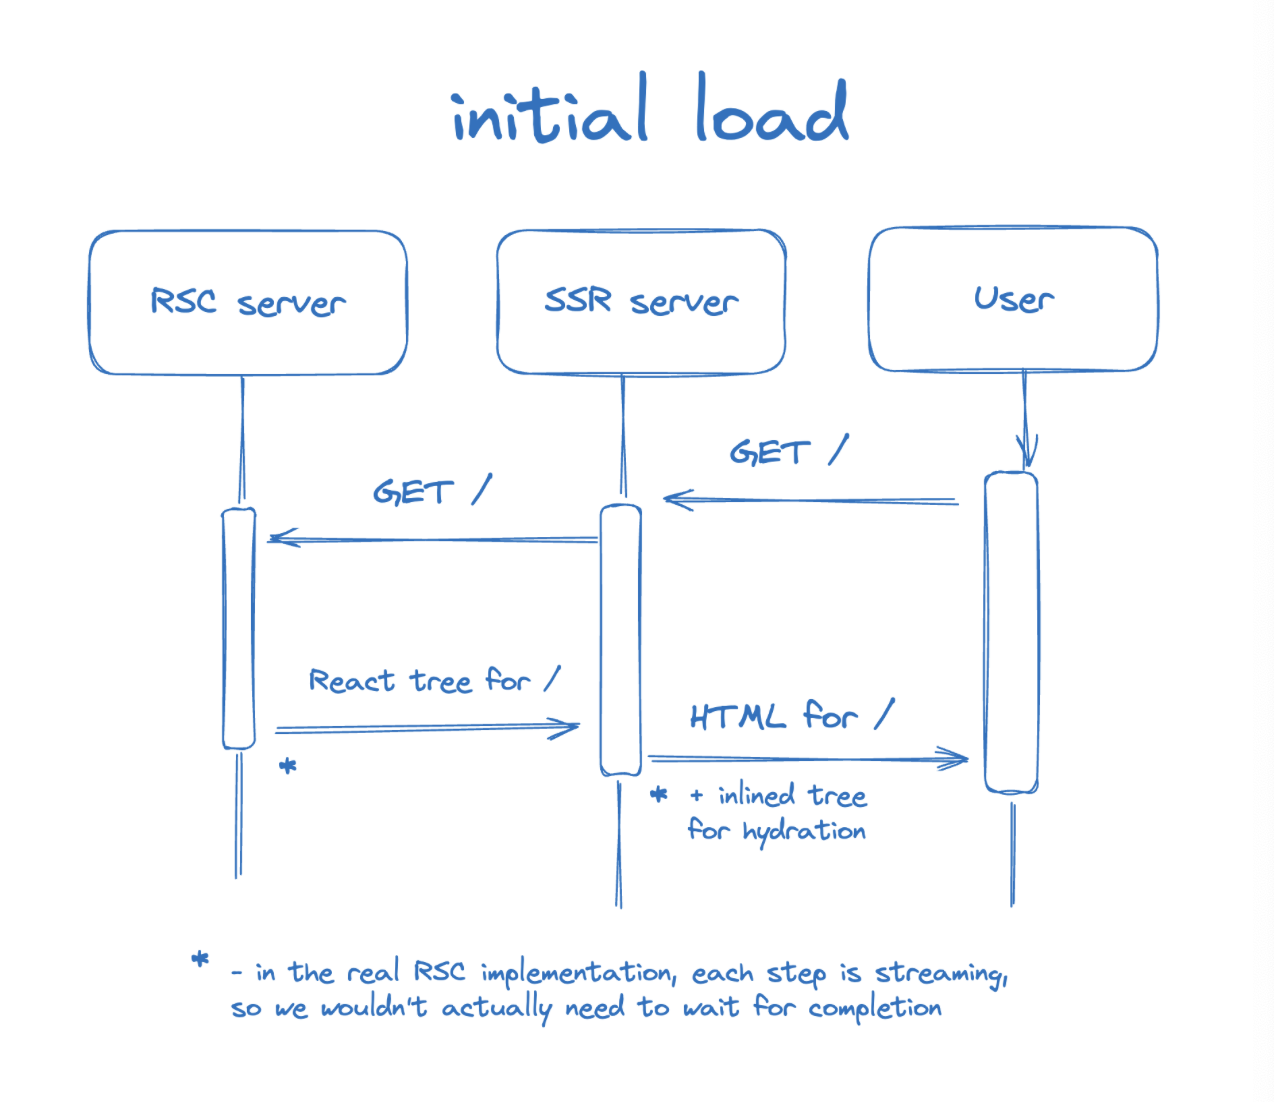 initial load
RSC server
SSR server
User
GET /
GET /
React tree for /
HTML for /
*
* + inlined tree
for hydration
* - in the real RSC implementation, each step is streaming,
so we wouldn't actually need to wait for completion